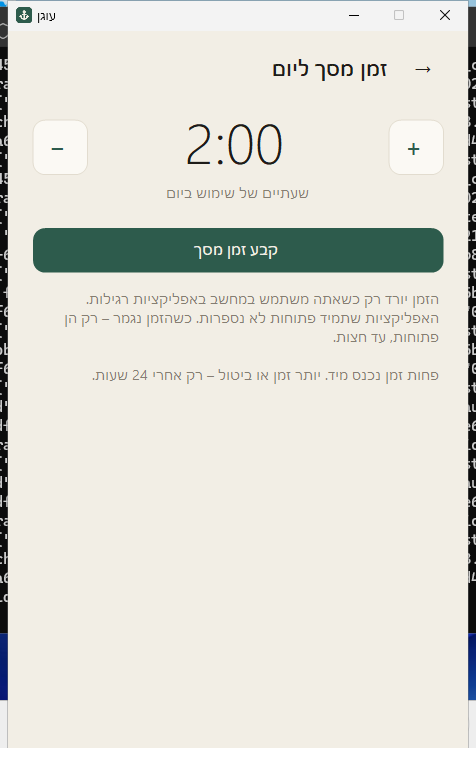 עוגן
זמן מסך ליום
2:00
שעתיים של שימוש ביום
קבע זמן מסך
הזמן יורד רק כשאתה משתמש במחשב באפליקציות רגילות.
האפליקציות שתמיד פתוחות לא נספרות. כשהזמן נגמר – רק הן
פתוחות, עד חצות.
פחות זמן נכנס מיד. יותר זמן או ביטול – רק אחרי 24 שעות.